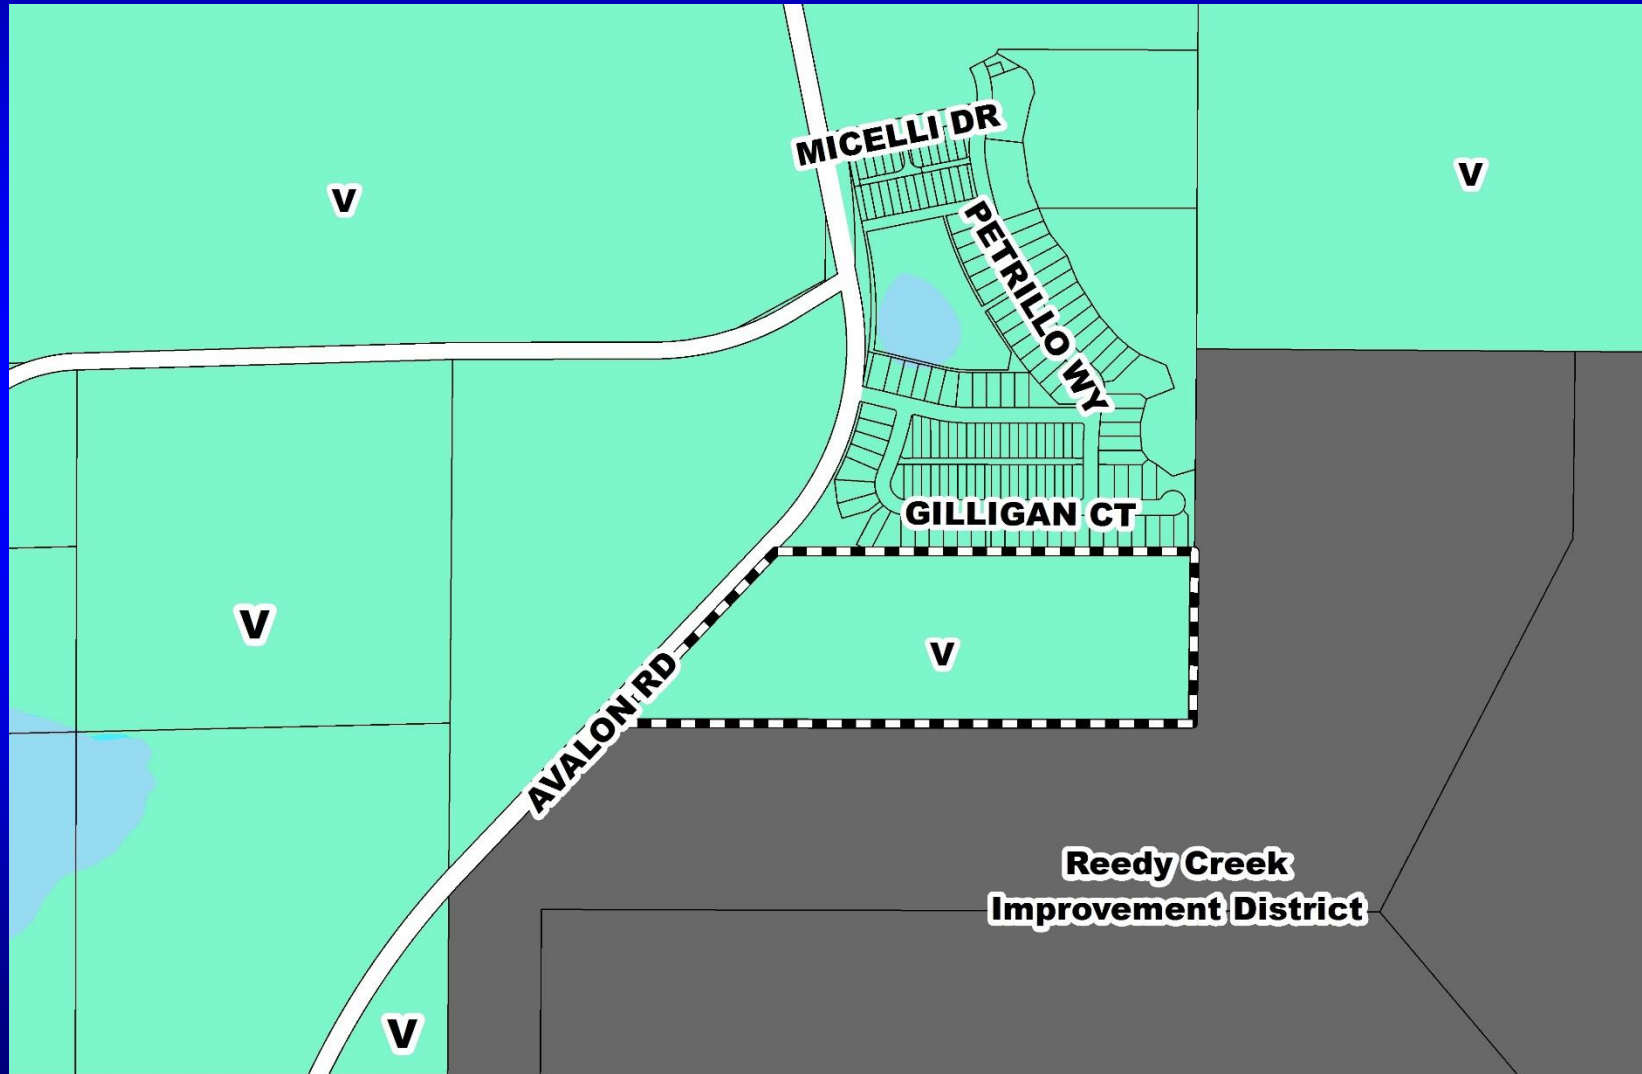 MICELLI DR
V
V
PETRILLO WY
GILLIGAN CT
V
V
AVALON RD
Reedy Creek
Improvement District
V